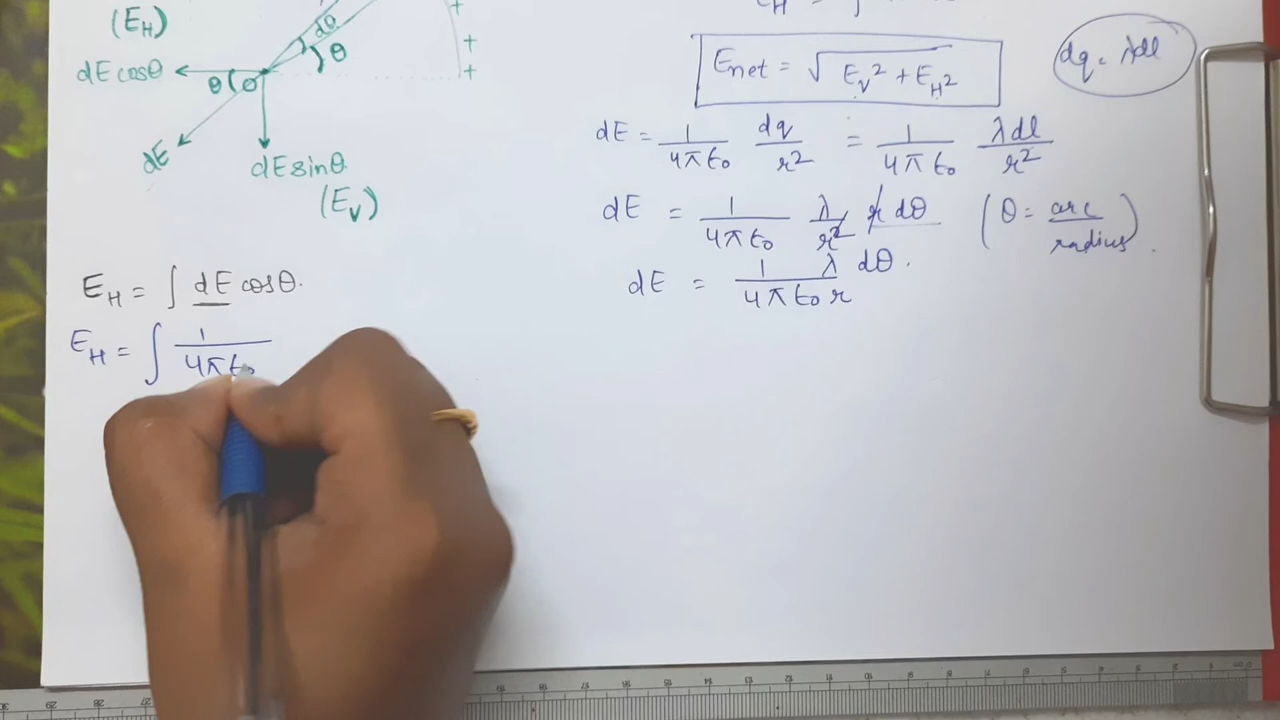 dθ
+
(E_H)
θ
+
dE cosθ
θ
θ
+
dE
dE sinθ
(E_V)
E_net = √ E_V² + E_H²
dq = λdl
dE = 1/4πε₀ dq/r² = 1/4πε₀ λdl/r²
dE = 1/4πε₀ λ/r² r dθ (θ = arc/radius)
dE = 1/4πε₀ λ/r dθ.
E_H = ∫ dE cosθ.
E_H = ∫ 1/4πε₀